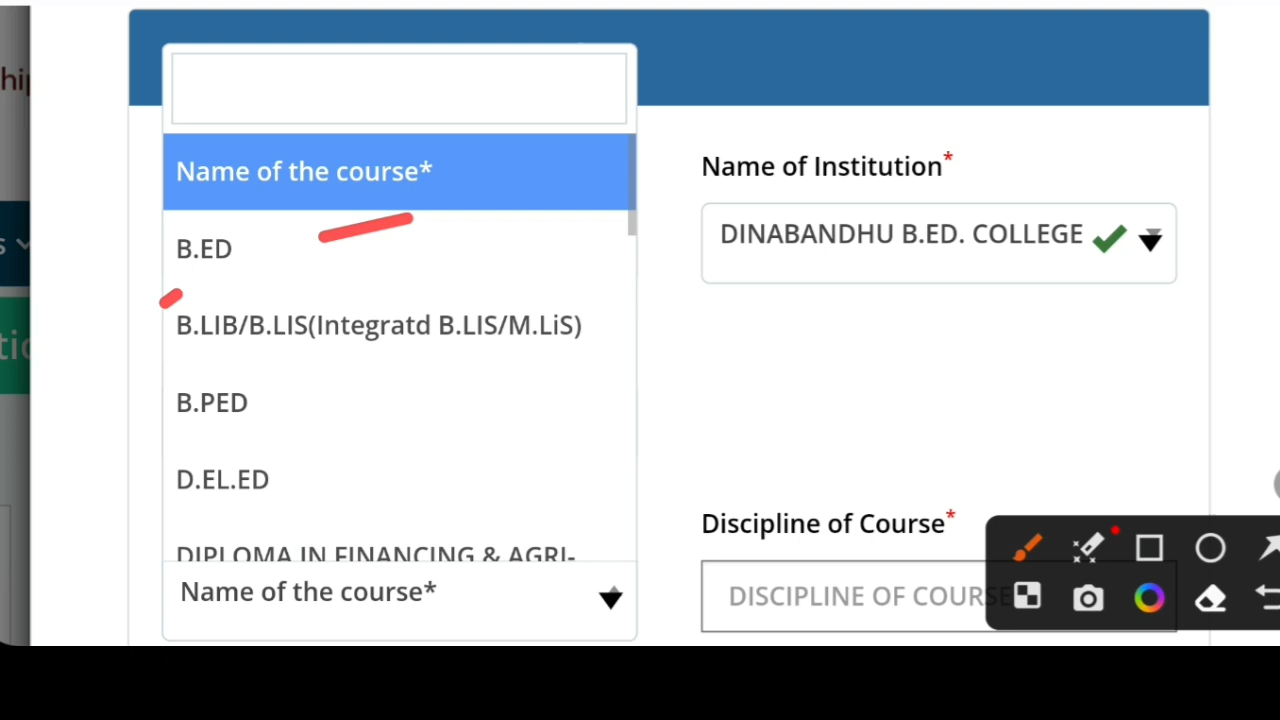 Name of the course*
B.ED
B.LIB/B.LIS(Integratd B.LIS/M.LiS)
B.PED
D.EL.ED
DIPLOMA IN FINANCING & AGRI-
Name of the course*
Name of Institution*
DINABANDHU B.ED. COLLEGE
Discipline of Course*
DISCIPLINE OF COURSE